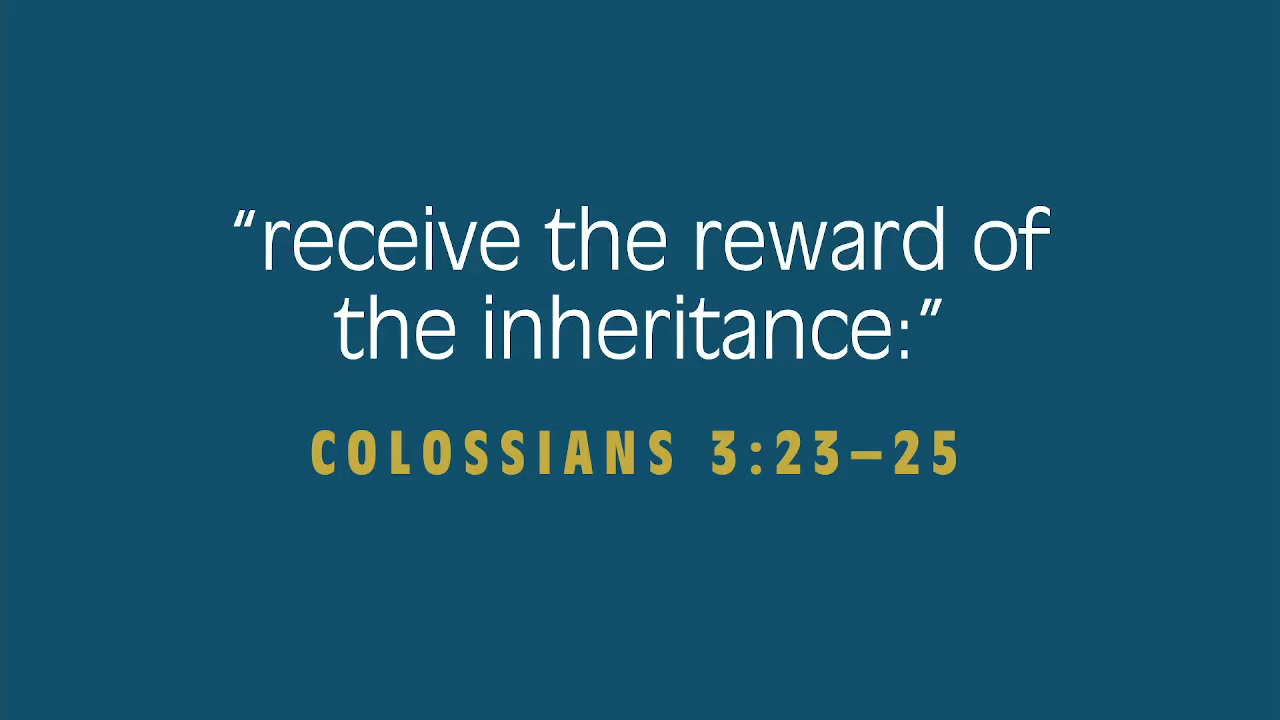 “receive the reward of
the inheritance:”
COLOSSIANS 3:23–25